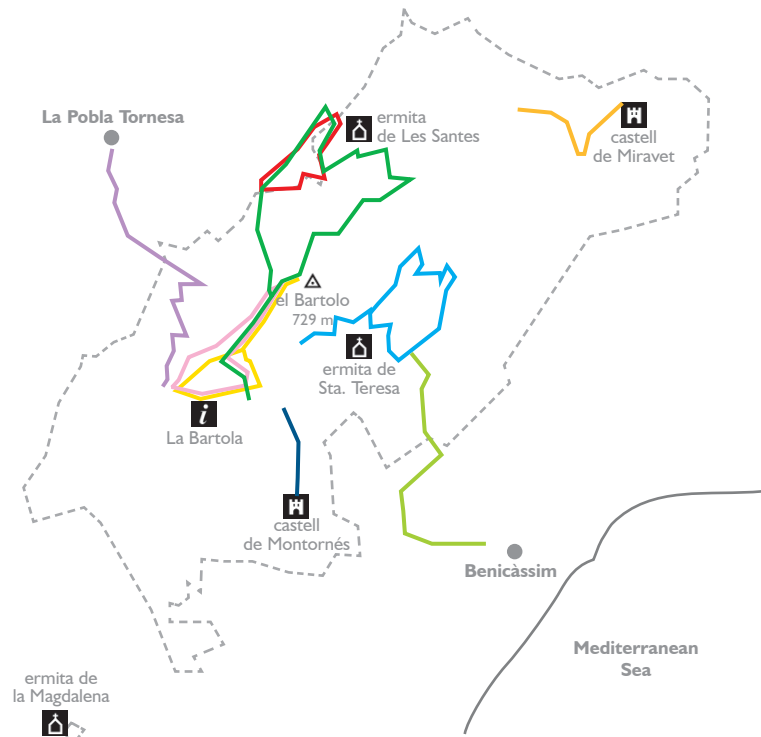 La Pobla Tornesa
ermita
de Les Santes
castell
de Miravet
el Bartolo
729 m
ermita de
Sta. Teresa
i
La Bartola
castell
de Montornés
Benicàssim
Mediterranean
Sea
ermita de
la Magdalena